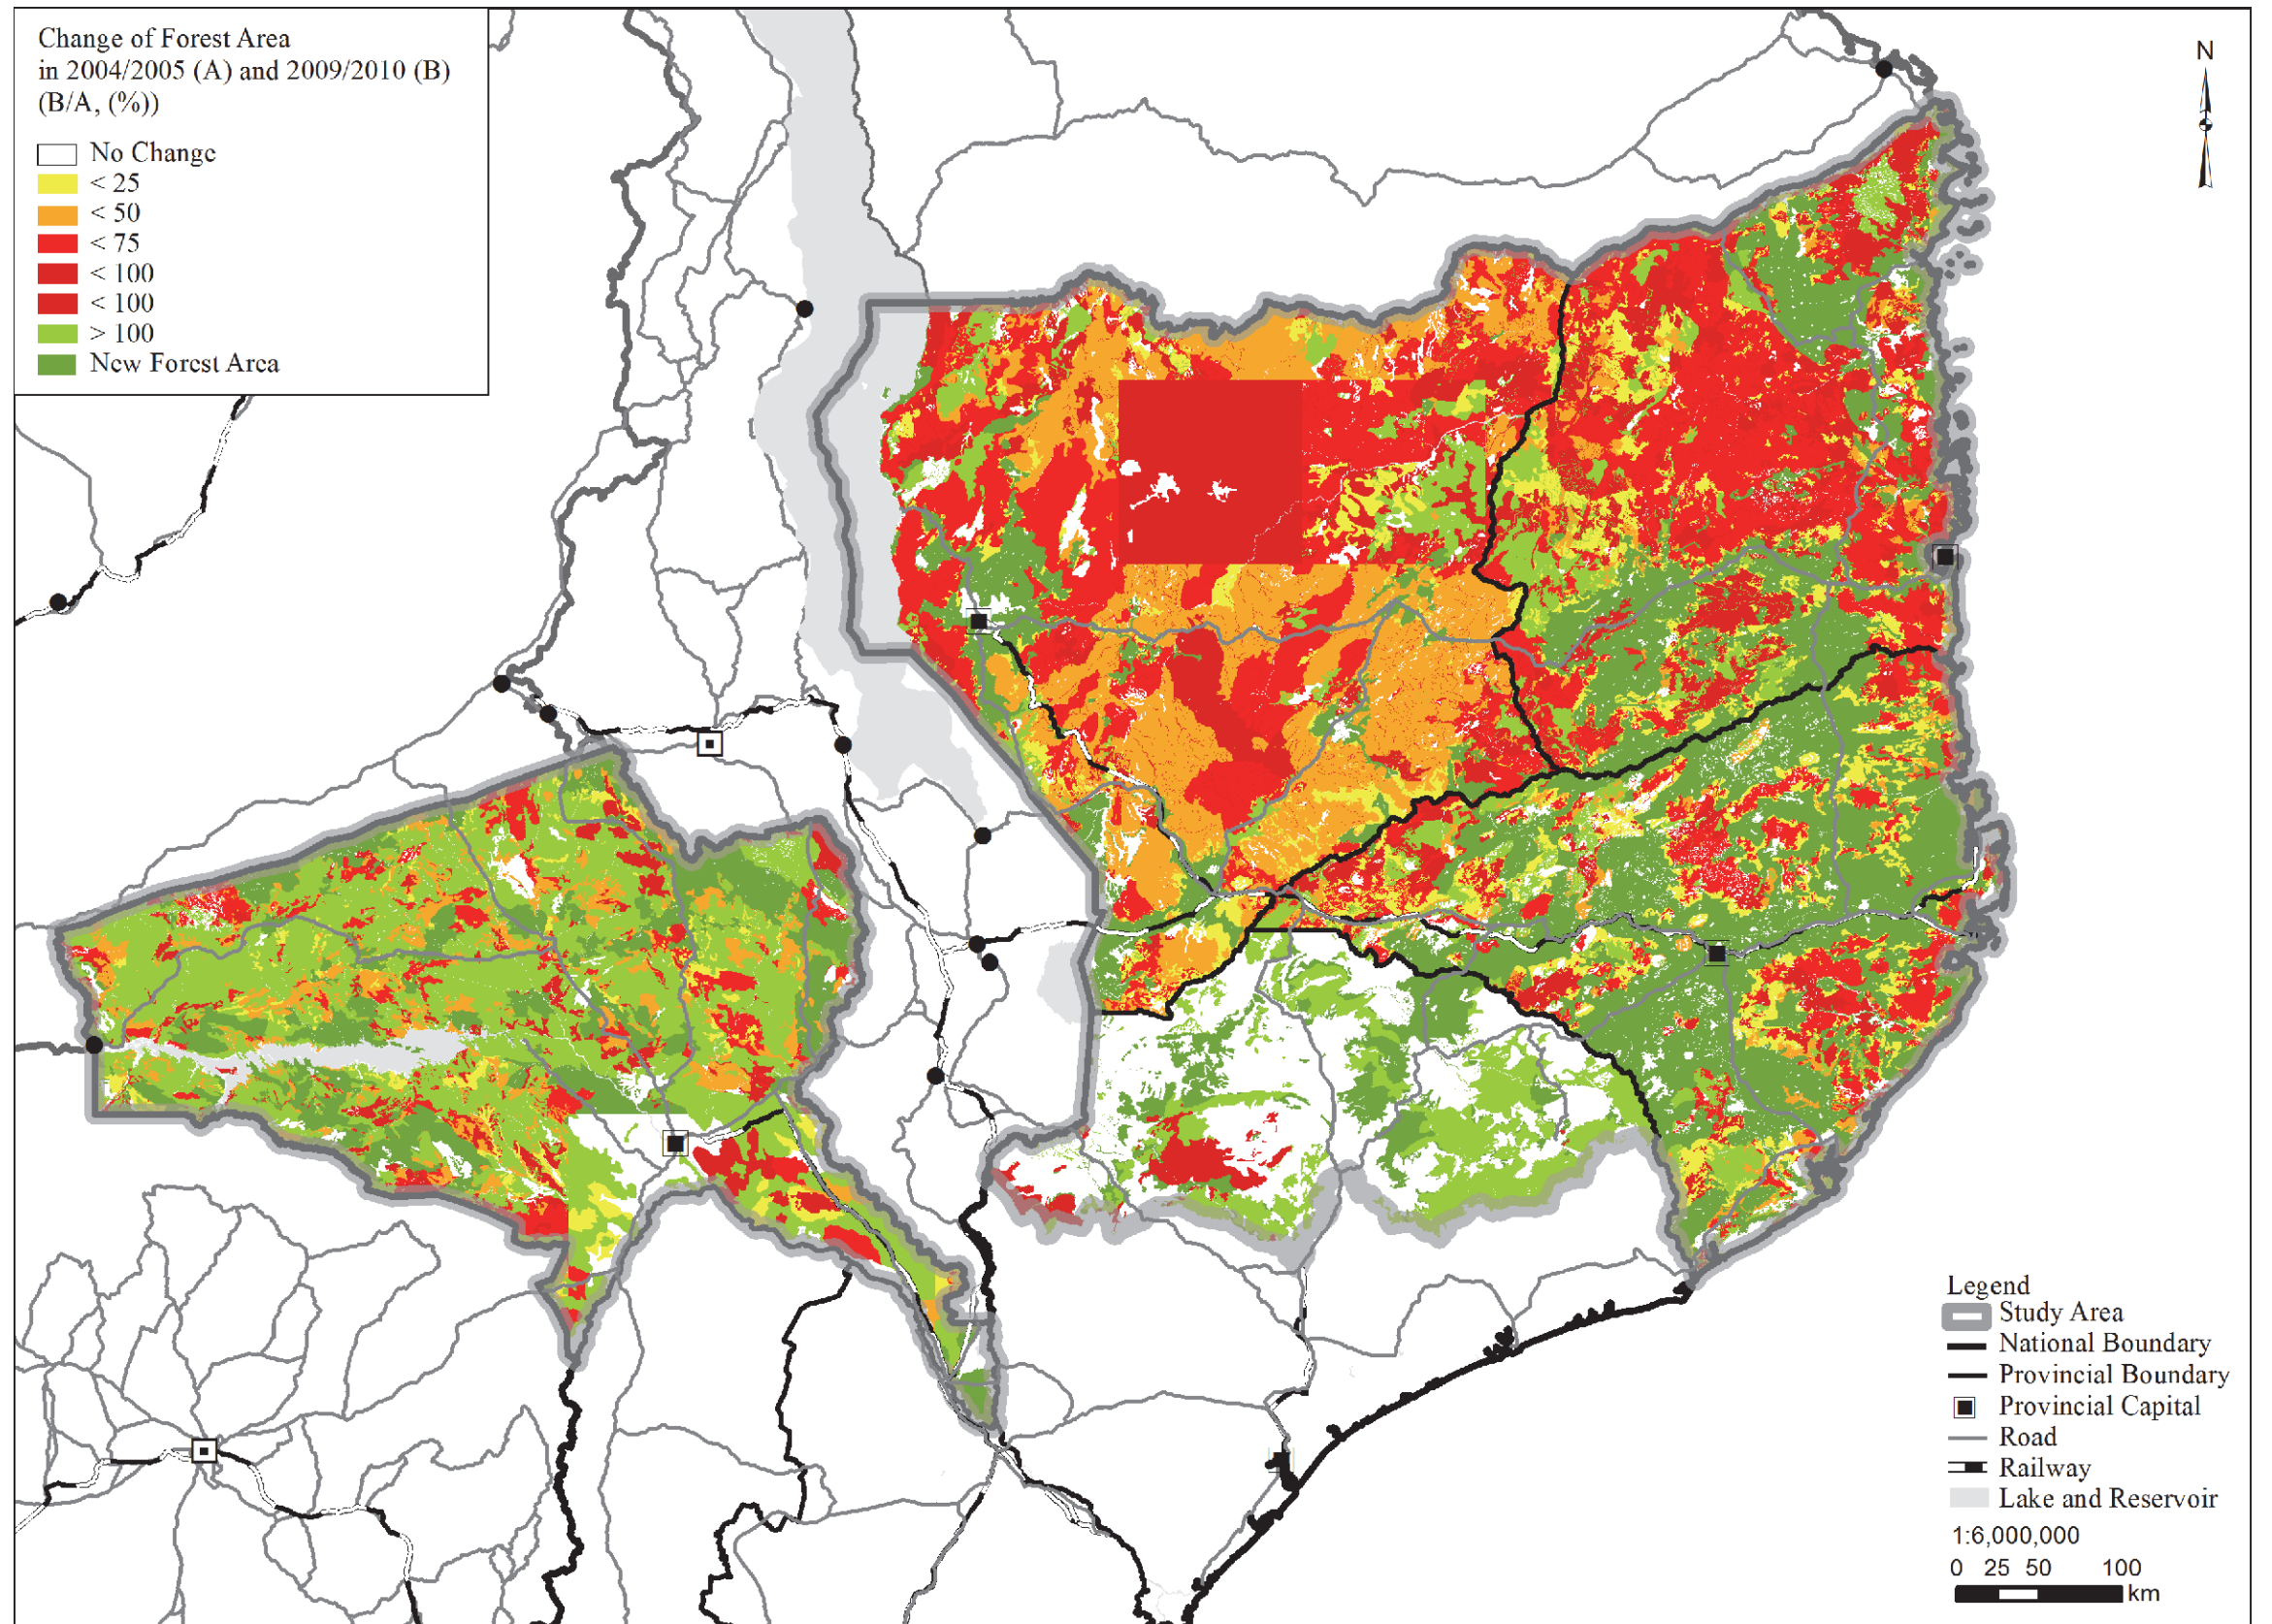 Change of Forest Area
in 2004/2005 (A) and 2009/2010 (B)
(B/A, (%))
No Change
< 25
< 50
< 75
< 100
< 100
> 100
New Forest Area
N
Legend
Study Area
National Boundary
Provincial Boundary
Provincial Capital
Road
Railway
Lake and Reservoir
1:6,000,000
0 25 50 100
km